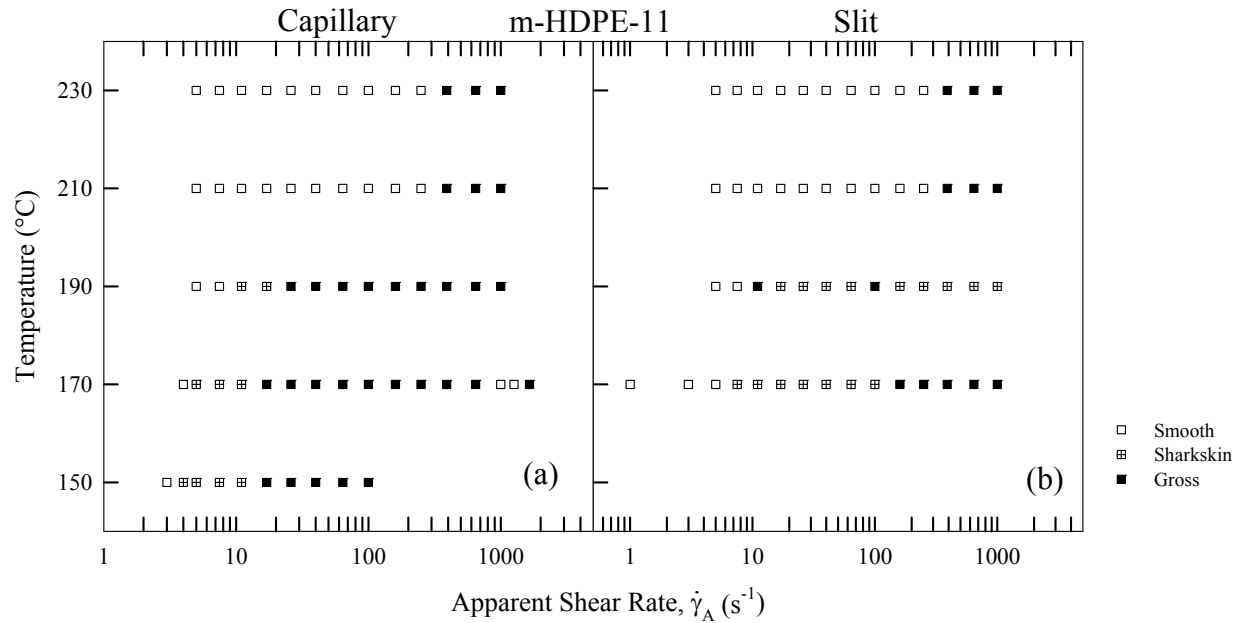 Capillary m-HDPE-11 Slit
230
210
190
170
150
Temperature (°C)
(a)
(b)
Smooth
Sharkskin
Gross
1 10 100 1000
1 10 100 1000
Apparent Shear Rate, γ̇A (s-1)